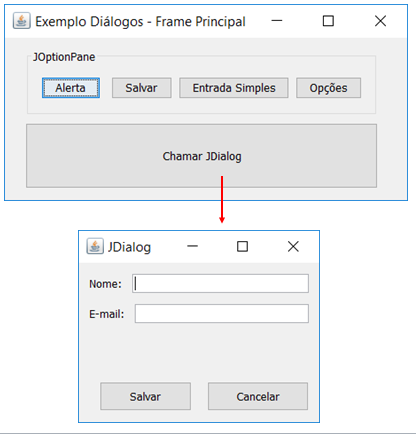 Exemplo Diálogos - Frame Principal
JOptionPane
Alerta Salvar Entrada Simples Opções
Chamar JDialog
JDialog
Nome:
E-mail:
Salvar Cancelar